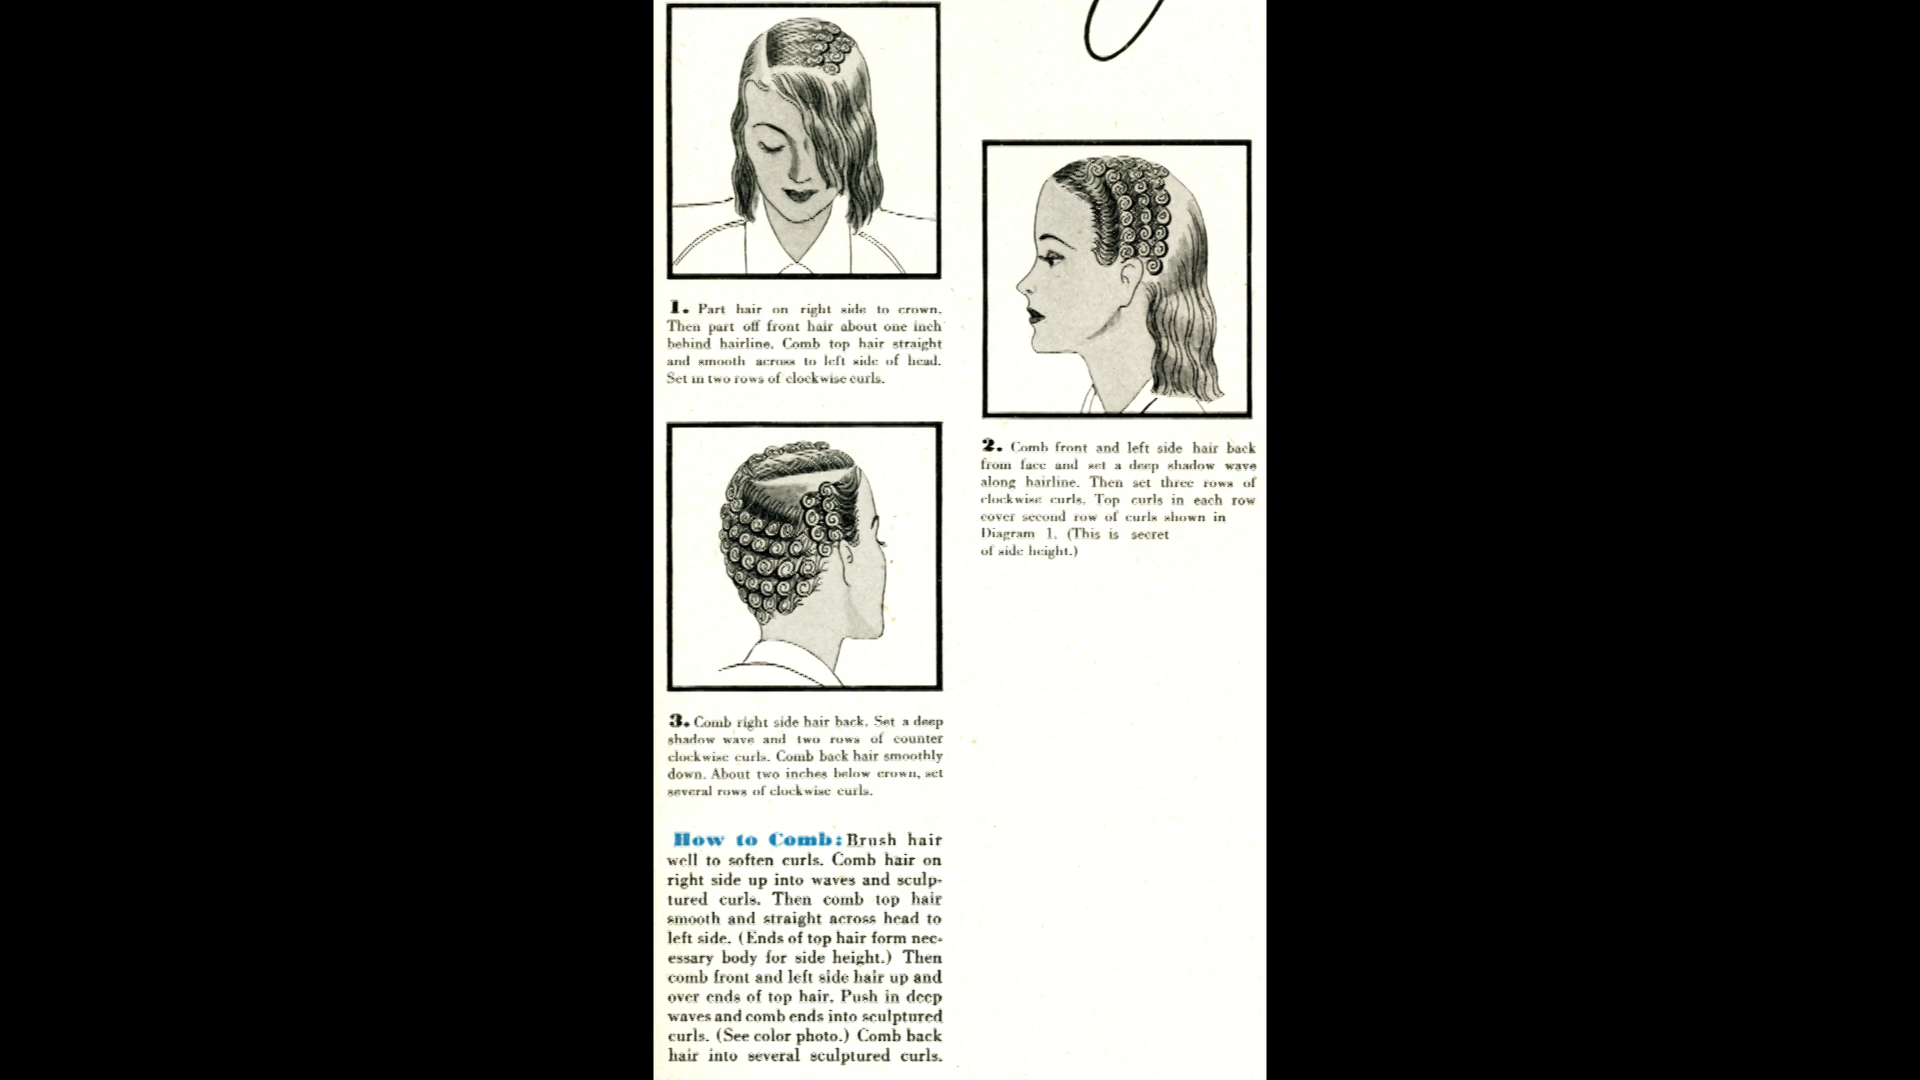 1. Part hair on right side to crown.
Then part off front hair about one inch
behind hairline. Comb top hair straight
and smooth across to left side of head.
Set in two rows of clockwise curls.
2. Comb front and left side hair back
from face and set a deep shadow wave
along hairline. Then set three rows of
clockwise curls. Top curls in each row
cover second row of curls shown in
Diagram 1. (This is secret
of side height.)
3. Comb right side hair back. Set a deep
shadow wave and two rows of counter
clockwise curls. Comb back hair smoothly
down. About two inches below crown, set
several rows of clockwise curls.
How to Comb: Brush hair
well to soften curls. Comb hair on
right side up into waves and sculp-
tured curls. Then comb top hair
smooth and straight across head to
left side. (Ends of top hair form nec-
essary body for side height.) Then
comb front and left side hair up and
over ends of top hair. Push in deep
waves and comb ends into sculptured
curls. (See color photo.) Comb back
hair into several sculptured curls.